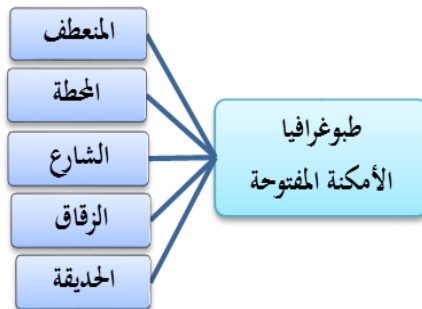 طبوغرافيا
الأمكنة المفتوحة
المنعطف
المحطة
الشارع
الزقاق
الحديقة